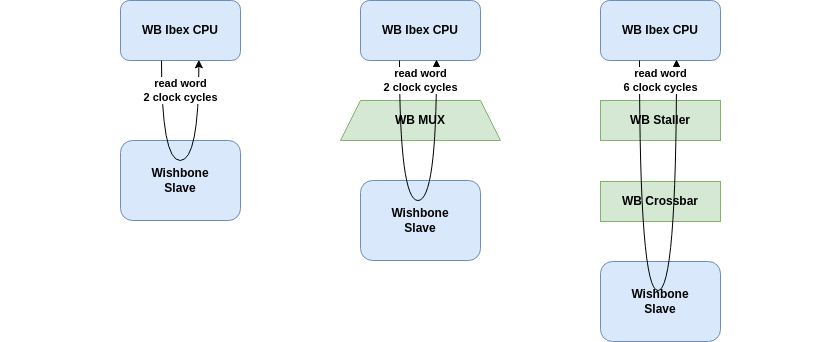 WB Ibex CPU
read word
2 clock cycles
Wishbone
Slave
WB Ibex CPU
read word
2 clock cycles
WB MUX
Wishbone
Slave
WB Ibex CPU
read word
6 clock cycles
WB Staller
WB Crossbar
Wishbone
Slave